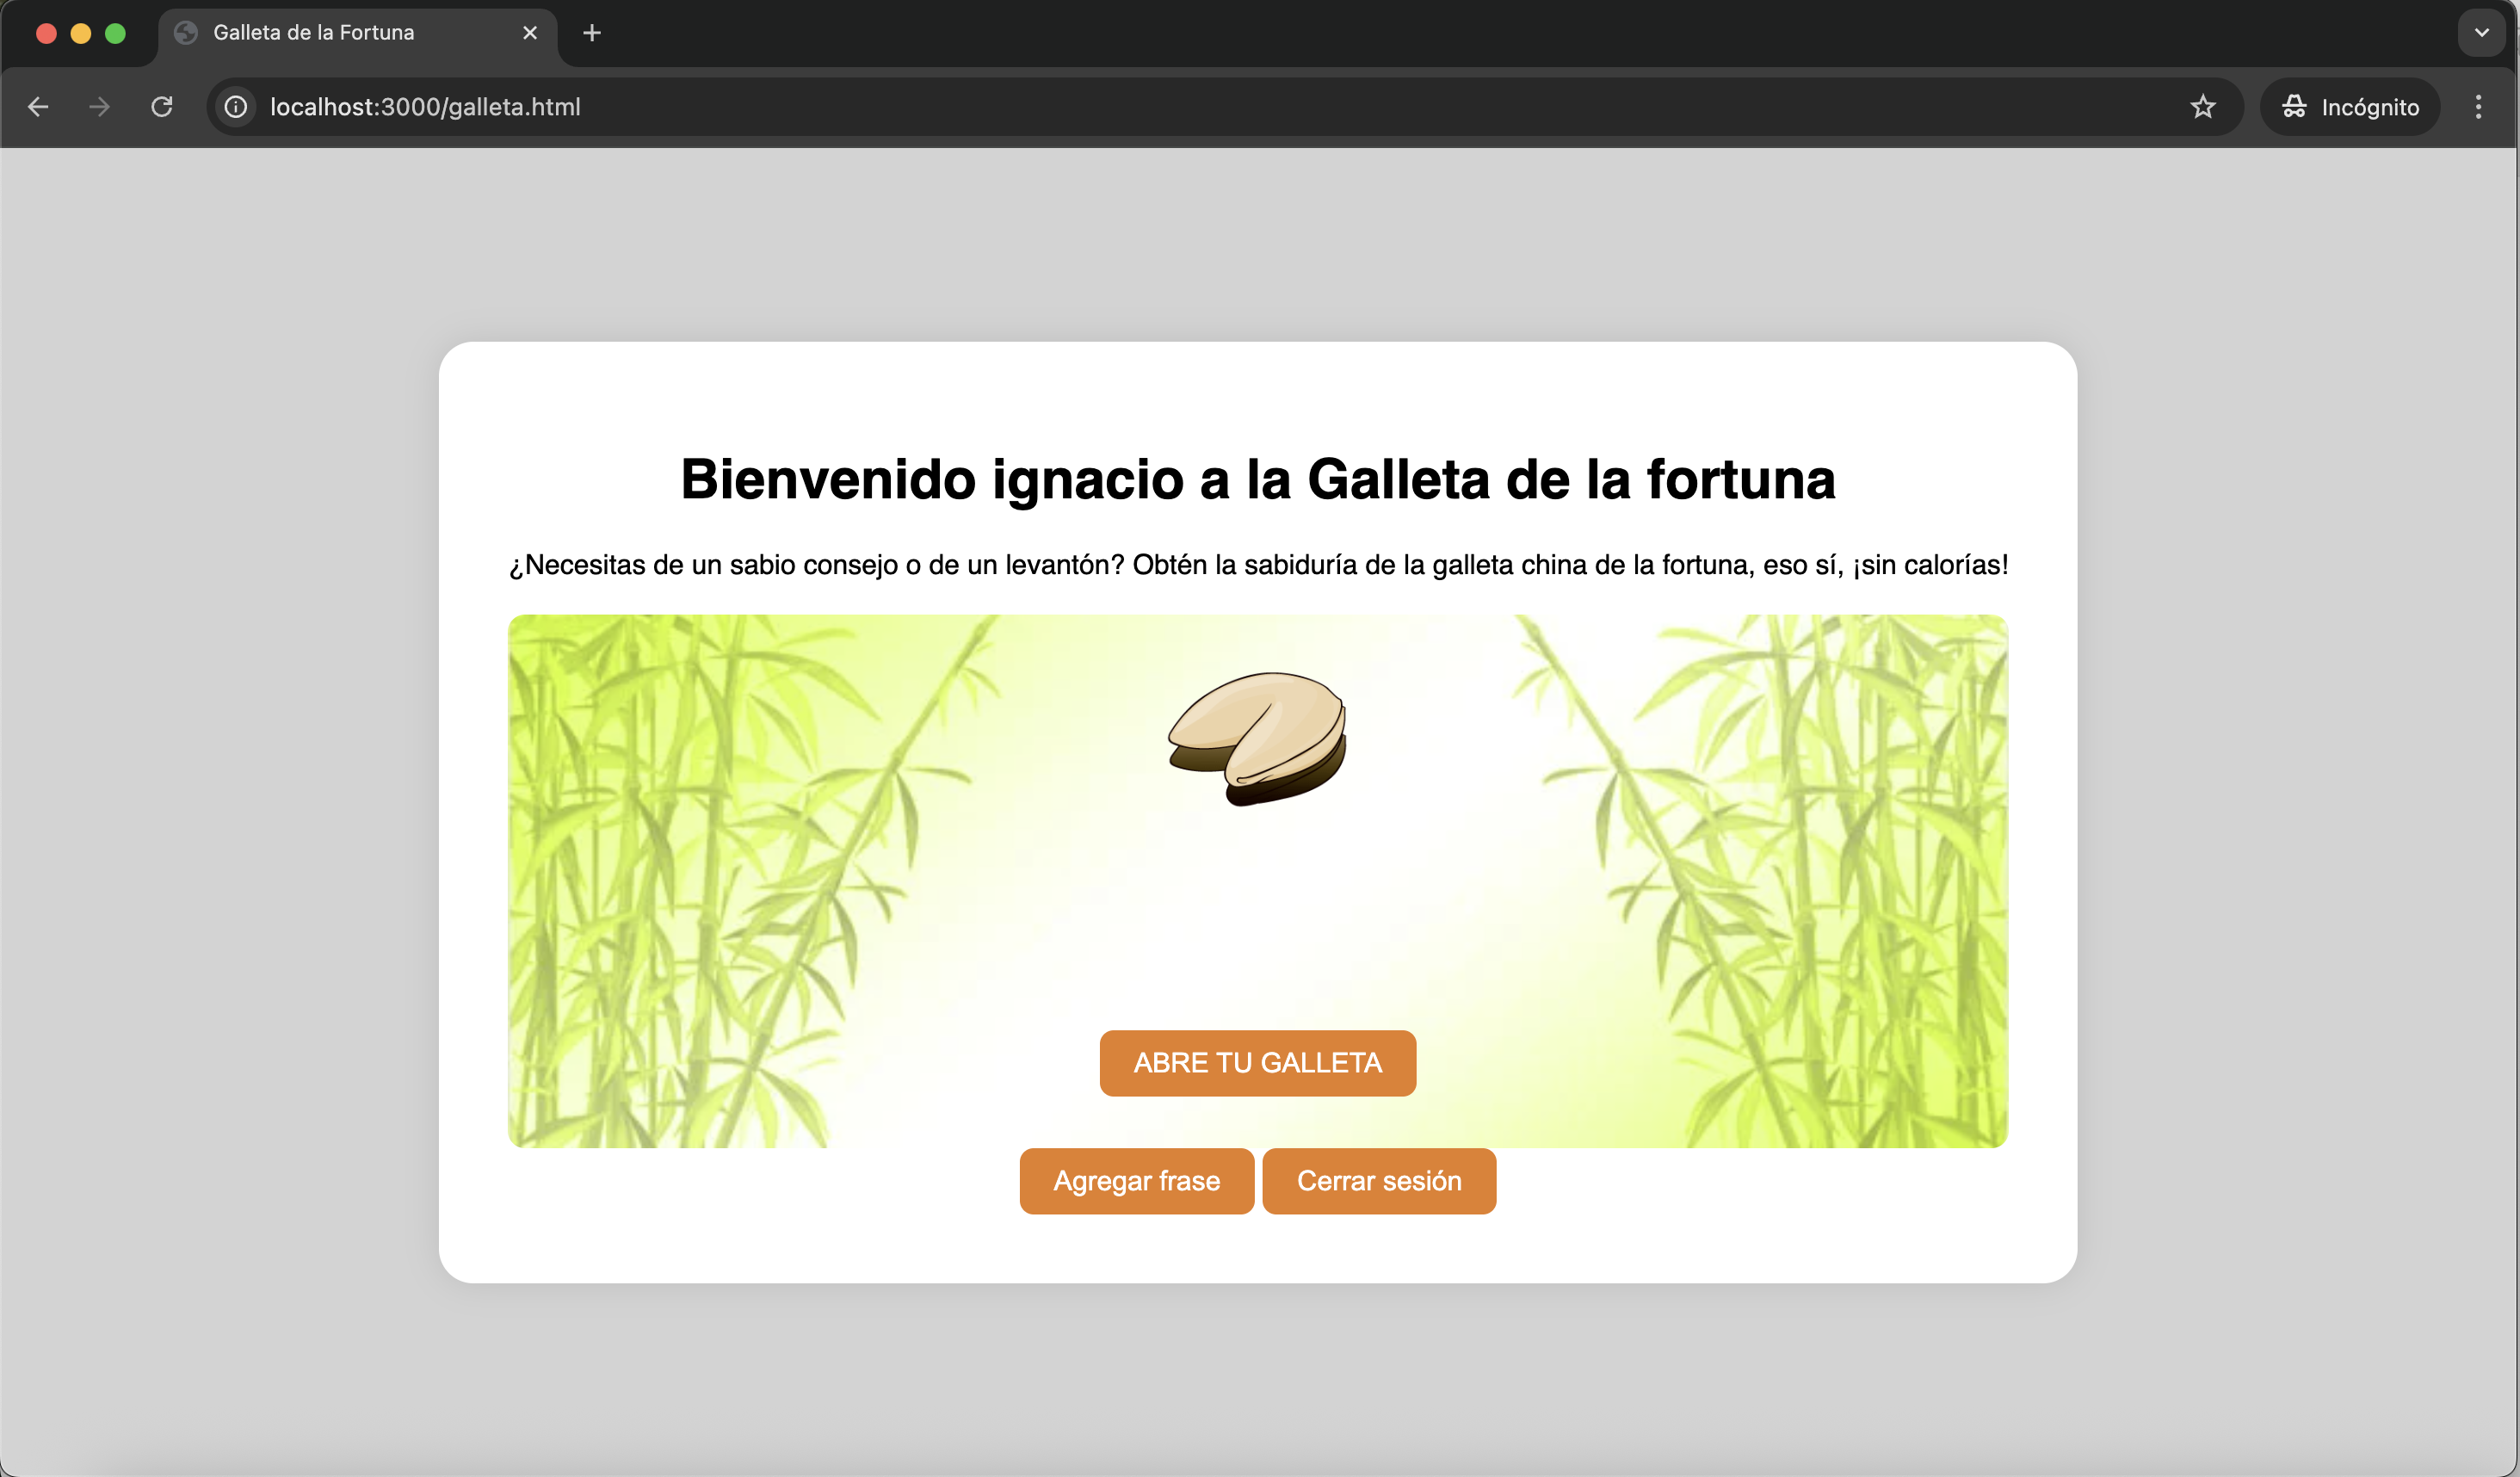 Galleta de la Fortuna
localhost:3000/galleta.html
Incógnito
Bienvenido ignacio a la Galleta de la fortuna
¿Necesitas de un sabio consejo o de un levantón? Obtén la sabiduría de la galleta china de la fortuna, eso sí, ¡sin calorías!
ABRE TU GALLETA
Agregar frase
Cerrar sesión